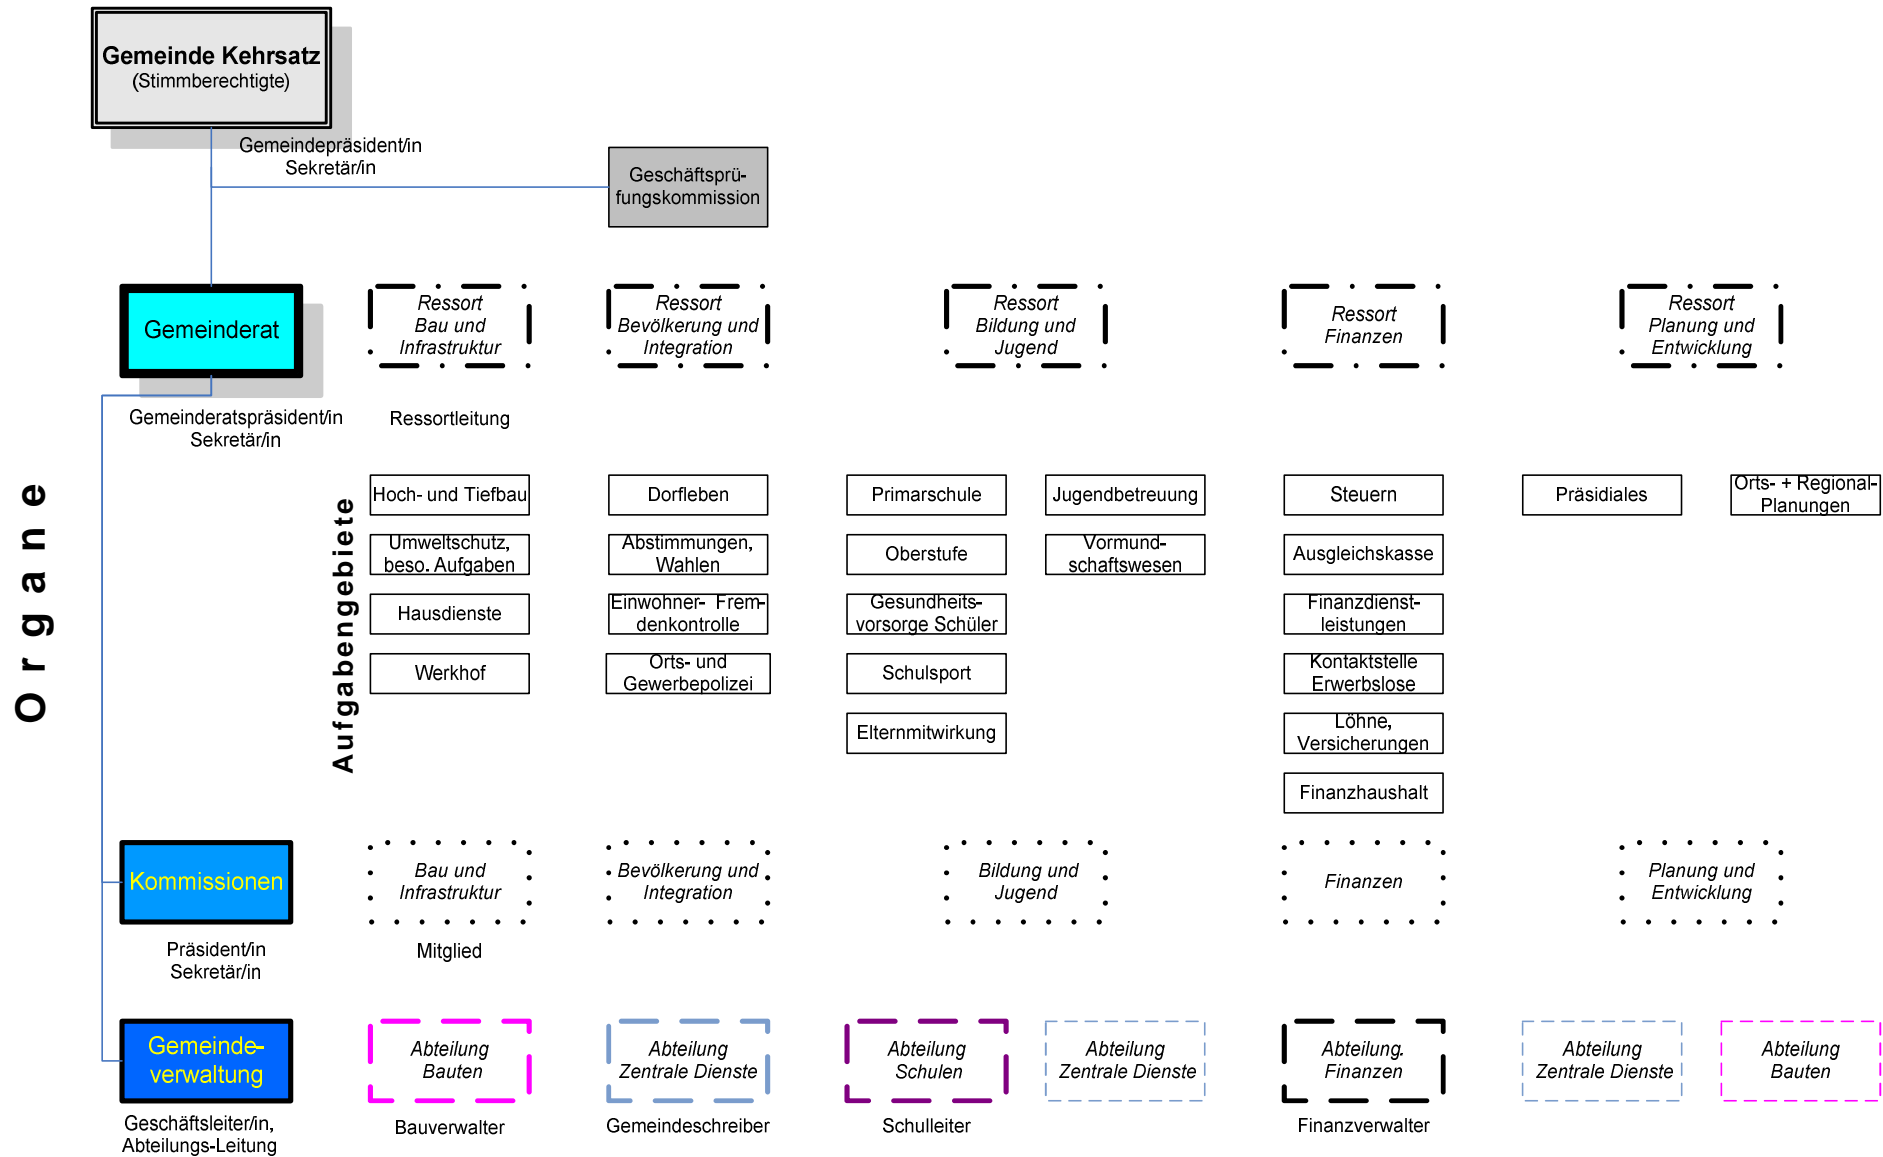 Gemeinde Kehrsatz
(Stimmberechtigte)
Gemeindepräsident/in
Sekretär/in
Geschäftsprü-
fungskommission
Organe
Gemeinderat
Gemeinderatspräsident/in
Sekretär/in
Ressort
Bau und
Infrastruktur
Ressortleitung
Ressort
Bevölkerung und
Integration
Ressort
Bildung und
Jugend
Ressort
Finanzen
Ressort
Planung und
Entwicklung
Aufgabengebiete
Hoch- und Tiefbau
Umweltschutz,
beso. Aufgaben
Hausdienste
Werkhof
Dorfleben
Abstimmungen,
Wahlen
Einwohner- Frem-
denkontrolle
Orts- und
Gewerbepolizei
Primarschule
Oberstufe
Gesundheits-
vorsorge Schüler
Schulsport
Elternmitwirkung
Jugendbetreuung
Vormund-
schaftswesen
Steuern
Ausgleichskasse
Finanzdienst-
leistungen
Kontaktstelle
Erwerbslose
Löhne,
Versicherungen
Finanzhaushalt
Präsidiales
Orts- + Regional-
Planungen
Kommissionen
Präsident/in
Sekretär/in
Bau und
Infrastruktur
Mitglied
Bevölkerung und
Integration
Bildung und
Jugend
Finanzen
Planung und
Entwicklung
Gemeinde-
verwaltung
Geschäftsleiter/in,
Abteilungs-Leitung
Abteilung
Bauten
Bauverwalter
Abteilung
Zentrale Dienste
Gemeindeschreiber
Abteilung
Schulen
Schulleiter
Abteilung
Zentrale Dienste
Abteilung.
Finanzen
Finanzverwalter
Abteilung
Zentrale Dienste
Abteilung
Bauten